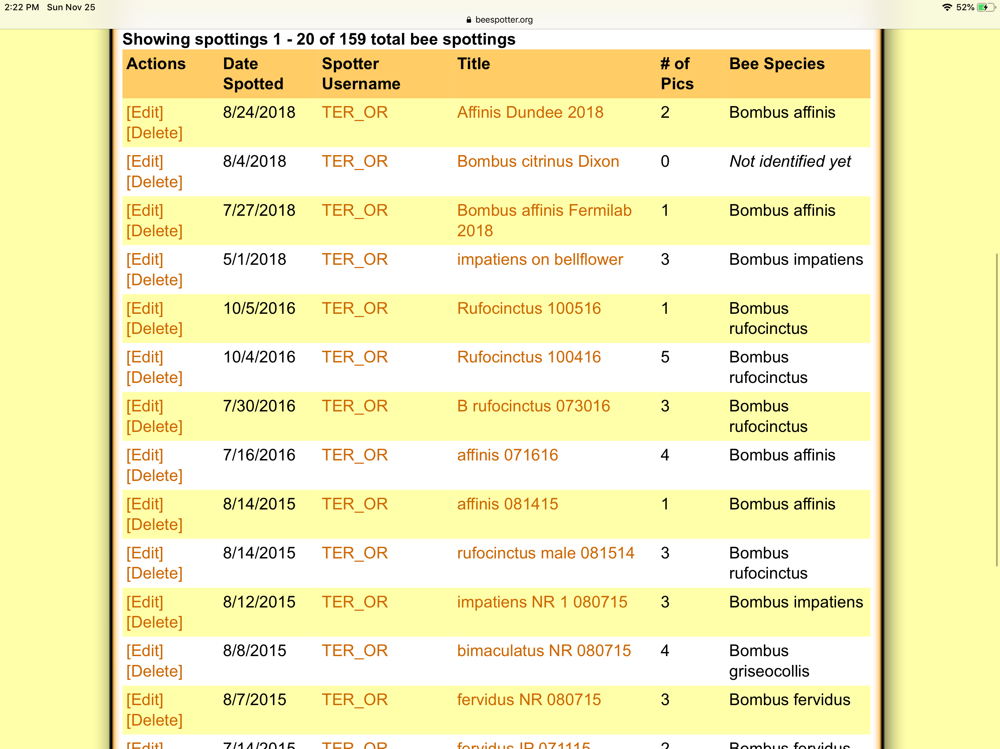 2:22 PM Sun Nov 25
52%
beespotter.org
Showing spottings 1 - 20 of 159 total bee spottings
Actions Date Spotted Spotter Username Title # of Pics Bee Species
[Edit] 8/24/2018 TER_OR Affinis Dundee 2018 2 Bombus affinis
[Delete]
[Edit] 8/4/2018 TER_OR Bombus citrinus Dixon 0 Not identified yet
[Delete]
[Edit] 7/27/2018 TER_OR Bombus affinis Fermilab 1 Bombus affinis
[Delete] 2018
[Edit] 5/1/2018 TER_OR impatiens on bellflower 3 Bombus impatiens
[Delete]
[Edit] 10/5/2016 TER_OR Rufocinctus 100516 1 Bombus
[Delete] rufocinctus
[Edit] 10/4/2016 TER_OR Rufocinctus 100416 5 Bombus
[Delete] rufocinctus
[Edit] 7/30/2016 TER_OR B rufocinctus 073016 3 Bombus
[Delete] rufocinctus
[Edit] 7/16/2016 TER_OR affinis 071616 4 Bombus affinis
[Delete]
[Edit] 8/14/2015 TER_OR affinis 081415 1 Bombus affinis
[Delete]
[Edit] 8/14/2015 TER_OR rufocinctus male 081514 3 Bombus
[Delete] rufocinctus
[Edit] 8/12/2015 TER_OR impatiens NR 1 080715 3 Bombus impatiens
[Delete]
[Edit] 8/8/2015 TER_OR bimaculatus NR 080715 4 Bombus
[Delete] griseocollis
[Edit] 8/7/2015 TER_OR fervidus NR 080715 3 Bombus fervidus
[Delete]
[Edit] 7/14/2015 TER_OR fervidus 071115 2 Bombus fervidus